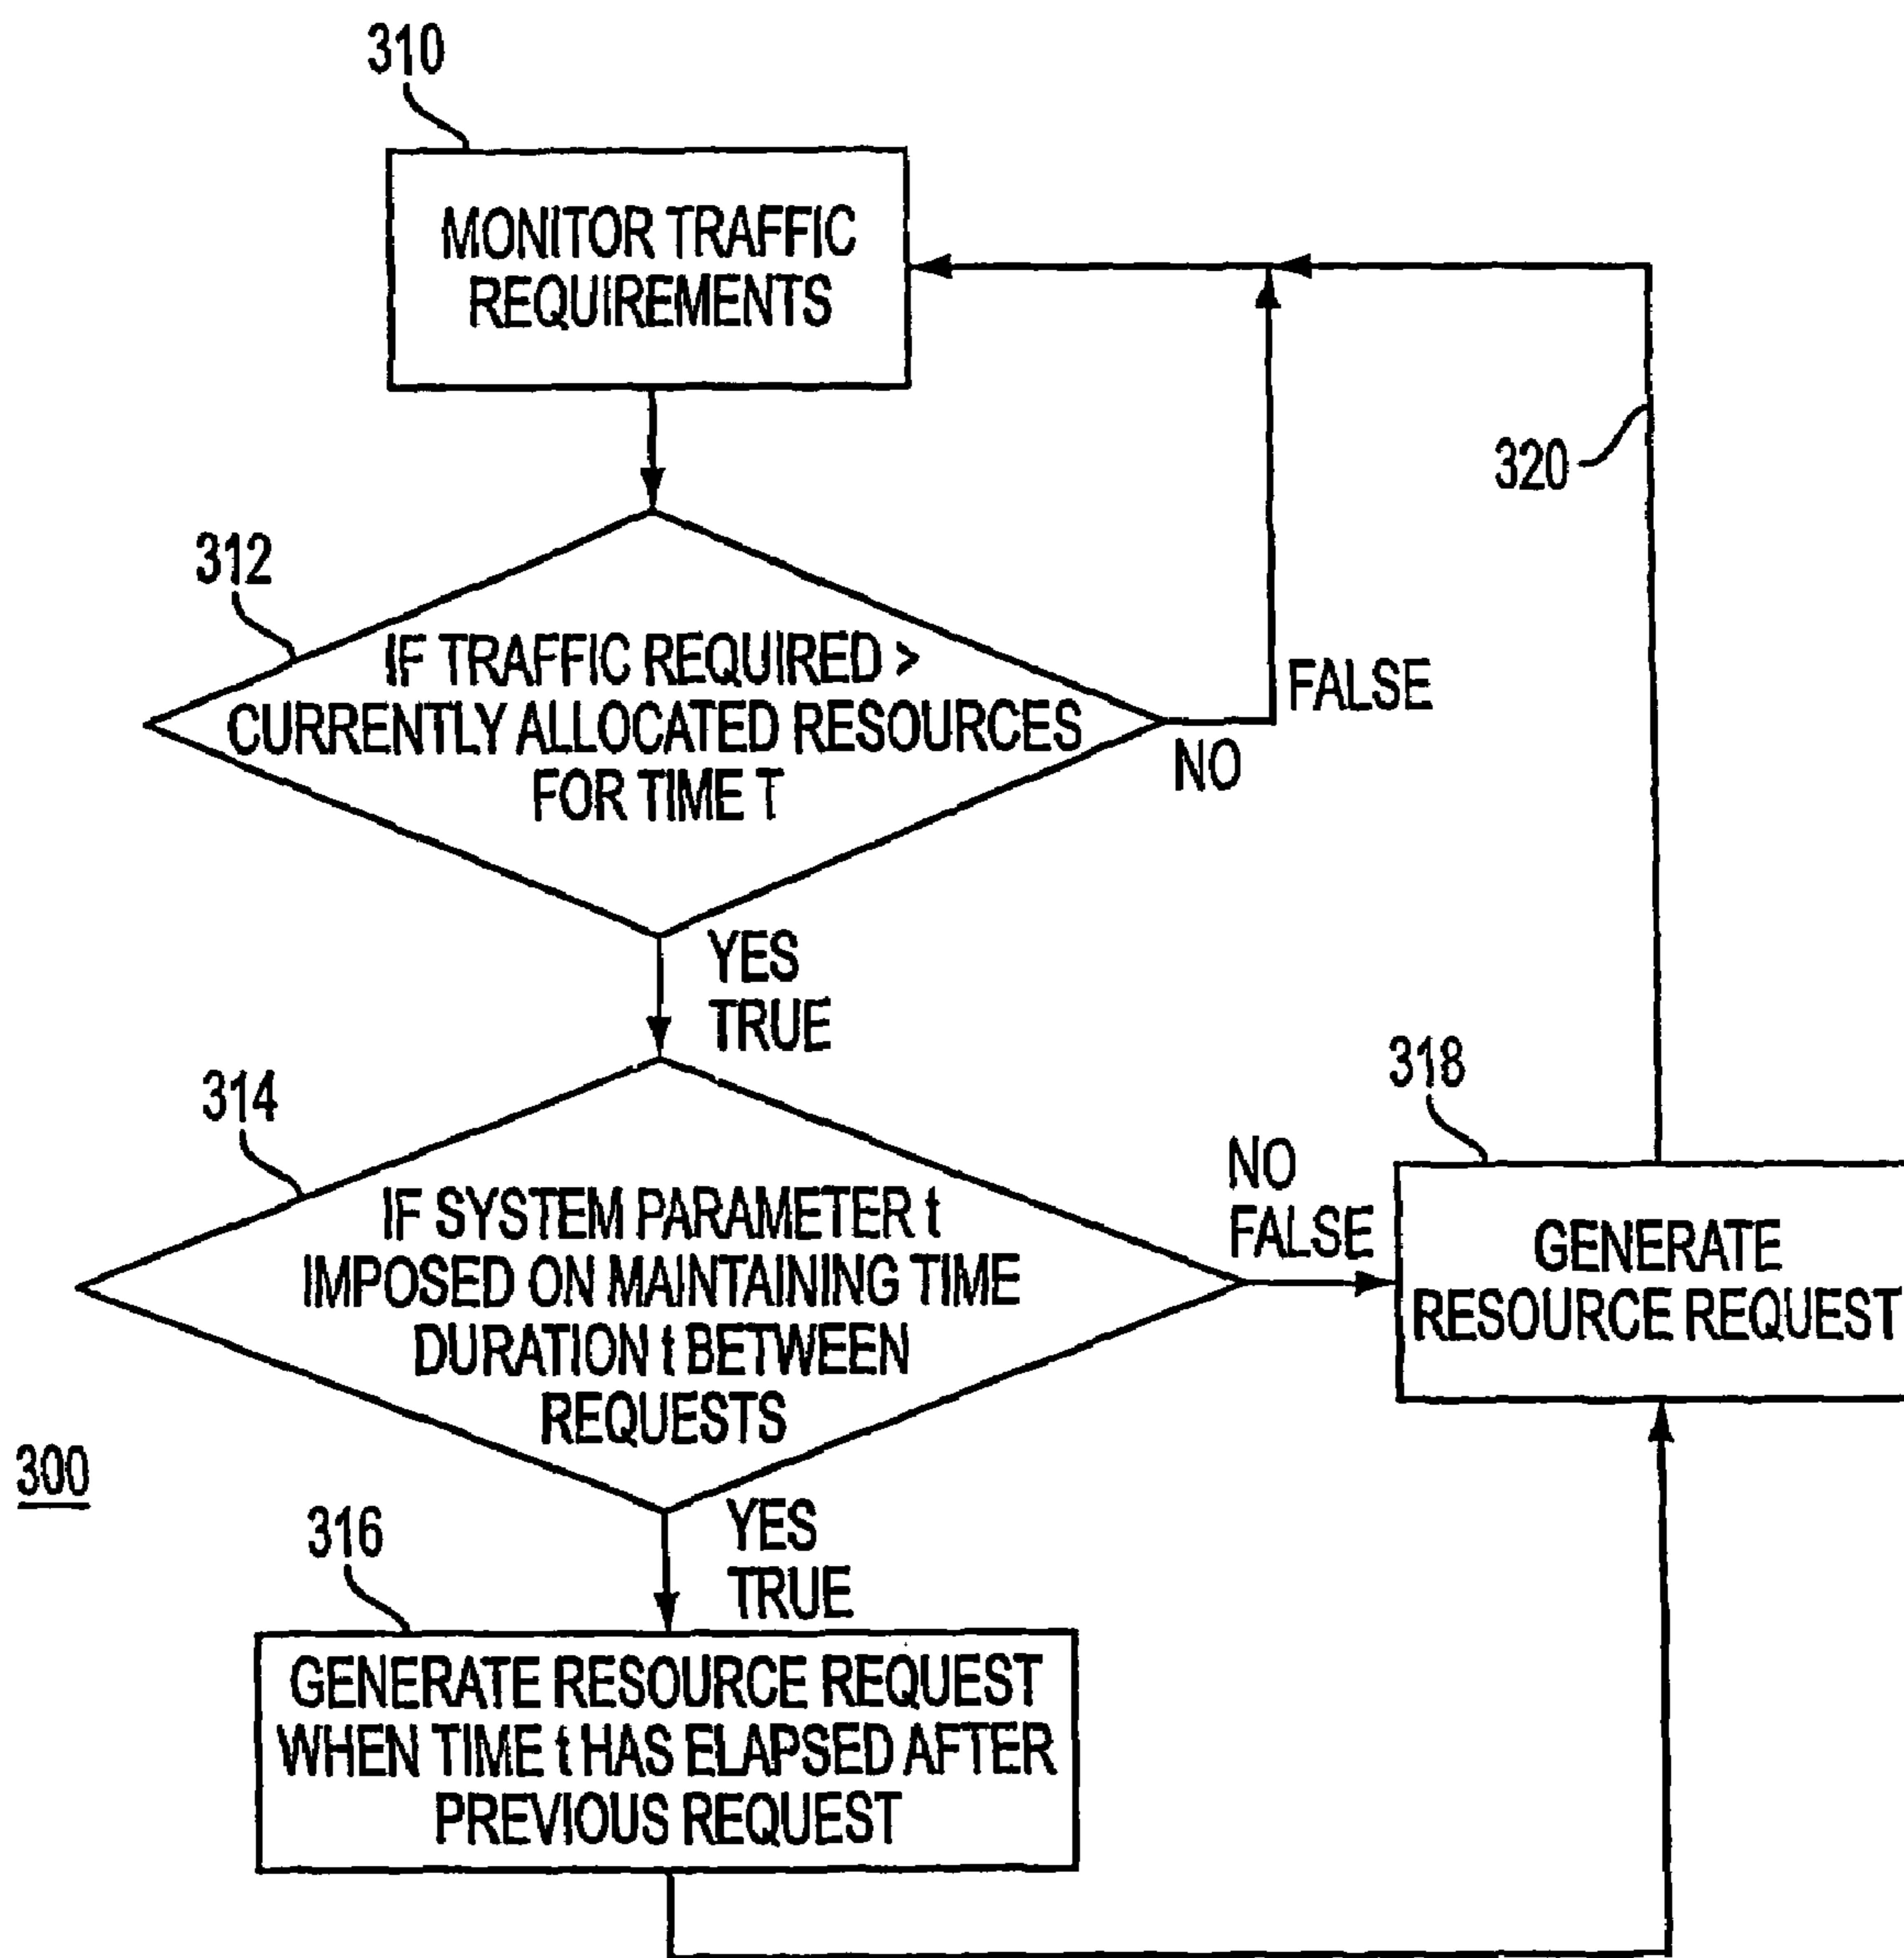 310
MONITOR TRAFFIC
REQUIREMENTS
320
312
IF TRAFFIC REQUIRED >
CURRENTLY ALLOCATED RESOURCES
FOR TIME T
FALSE
NO
YES
TRUE
314
IF SYSTEM PARAMETER t
IMPOSED ON MAINTAINING TIME
DURATION t BETWEEN
REQUESTS
NO
FALSE
318
GENERATE
RESOURCE REQUEST
300
YES
TRUE
316
GENERATE RESOURCE REQUEST
WHEN TIME t HAS ELAPSED AFTER
PREVIOUS REQUEST